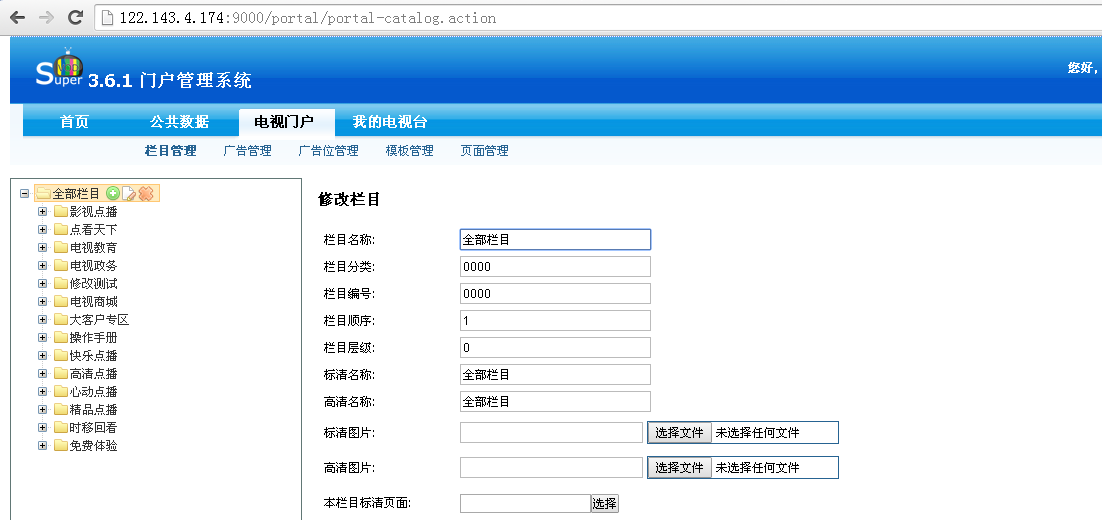 122.143.4.174:9000/portal/portal-catalog.action
Super 3.6.1 门户管理系统
您好,
首页 公共数据 电视门户 我的电视台
栏目管理 广告管理 广告位管理 模板管理 页面管理
全部栏目
影视点播
点看天下
电视教育
电视政务
修改测试
电视商城
大客户专区
操作手册
快乐点播
高清点播
心动点播
精品点播
时移回看
免费体验
修改栏目
栏目名称: 全部栏目
栏目分类: 0000
栏目编号: 0000
栏目顺序: 1
栏目层级: 0
标清名称: 全部栏目
高清名称: 全部栏目
标清图片: 选择文件 未选择任何文件
高清图片: 选择文件 未选择任何文件
本栏目标清页面: 选择